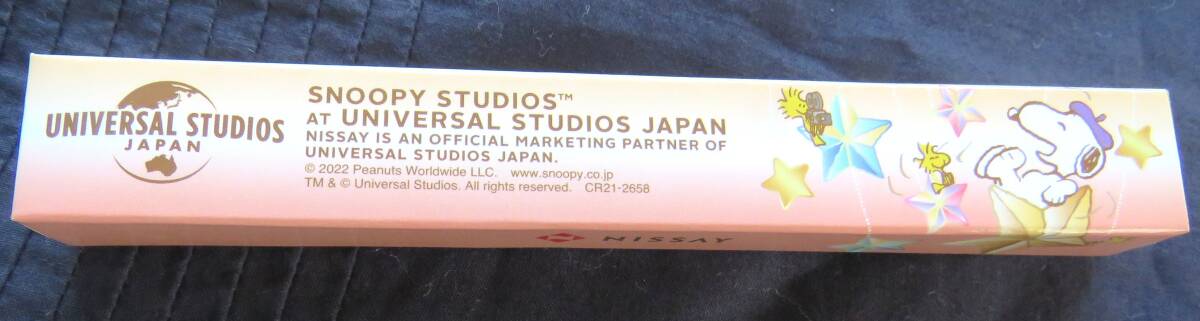 UNIVERSAL STUDIOS
JAPAN
SNOOPY STUDIOS™
AT UNIVERSAL STUDIOS JAPAN
NISSAY IS AN OFFICIAL MARKETING PARTNER OF
UNIVERSAL STUDIOS JAPAN.
© 2022 Peanuts Worldwide LLC. www.snoopy.co.jp
TM & © Universal Studios. All rights reserved. CR21-2658
NISSAY